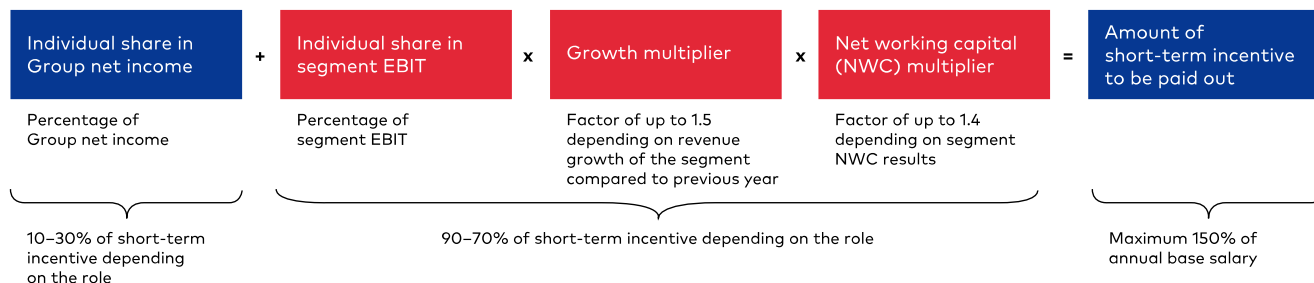 Individual share in
Group net income
+
Individual share in
segment EBIT
x
Growth multiplier
x
Net working capital
(NWC) multiplier
=
Amount of
short-term incentive
to be paid out
Percentage of
Group net income
Percentage of
segment EBIT
Factor of up to 1.5
depending on revenue
growth of the segment
compared to previous year
Factor of up to 1.4
depending on segment
NWC results
10–30% of short-term
incentive depending
on the role
90–70% of short-term incentive depending on the role
Maximum 150% of
annual base salary